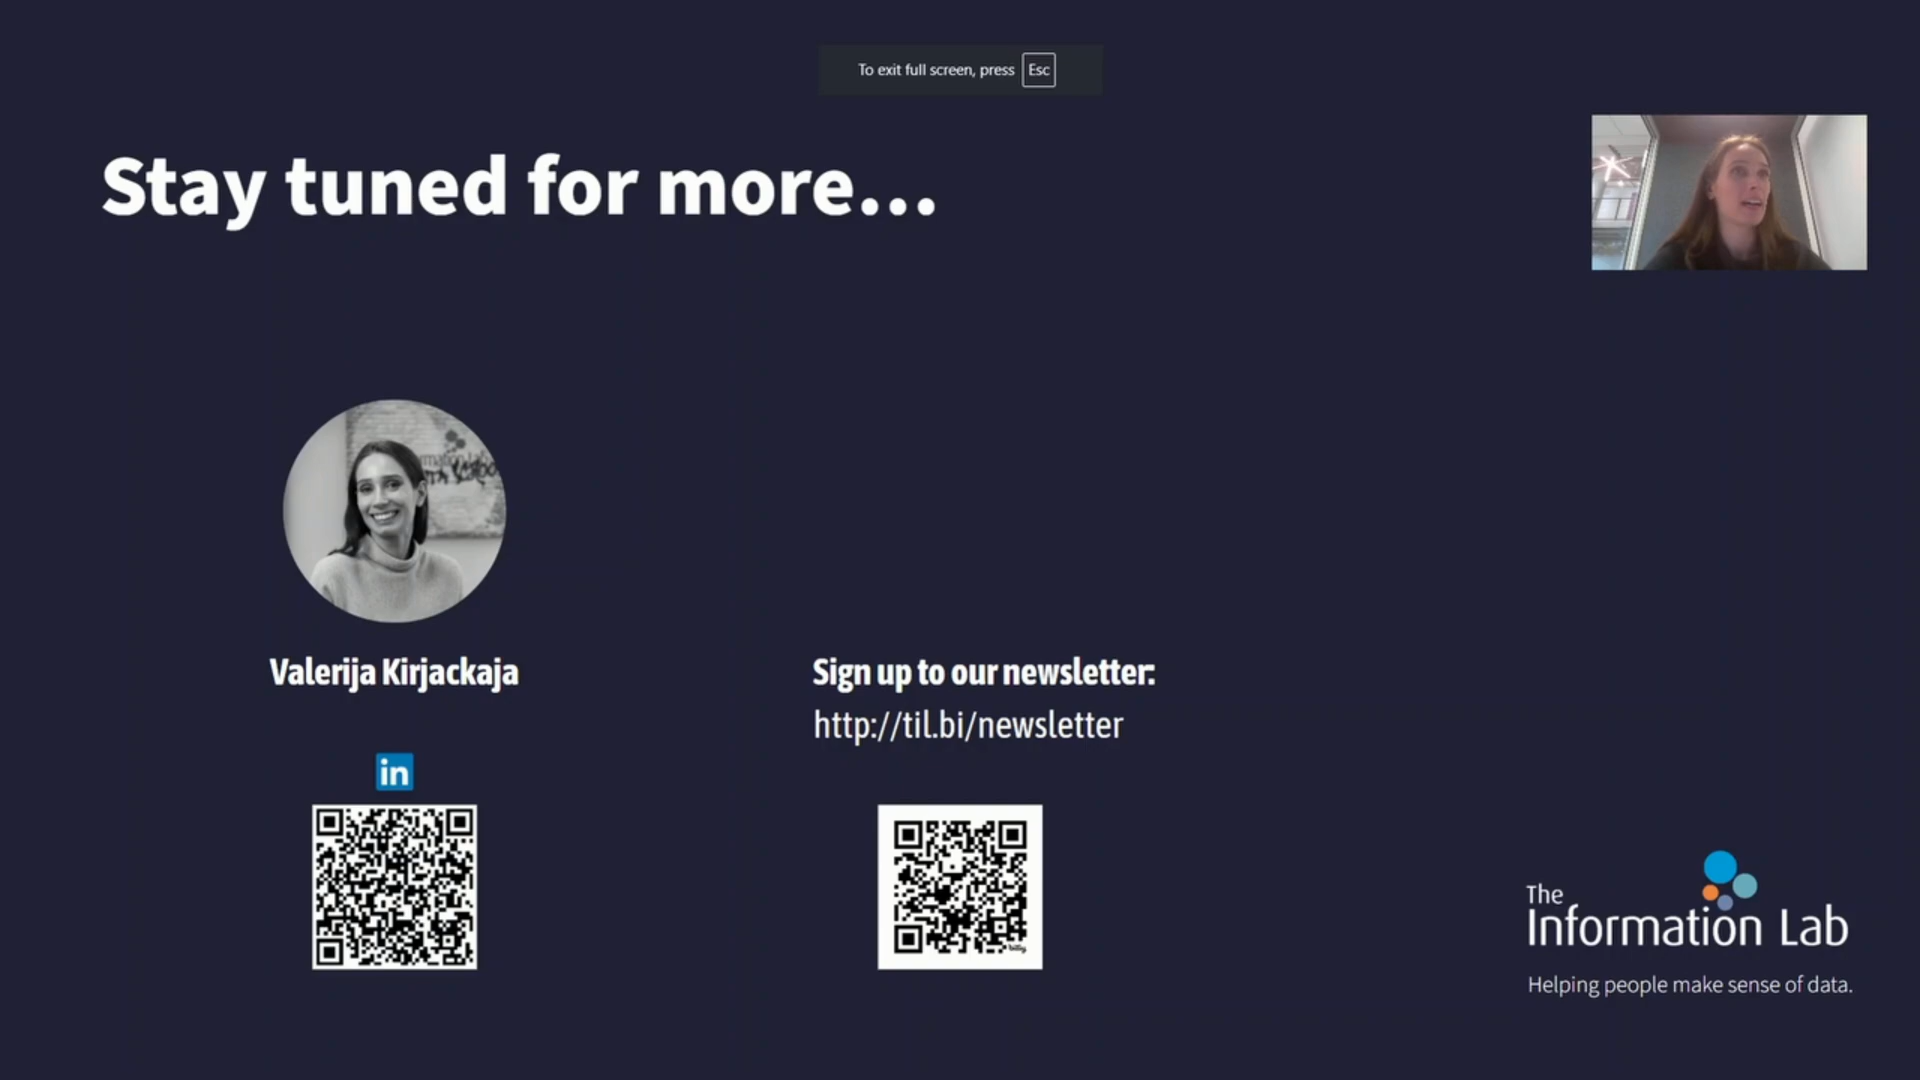 To exit full screen, press Esc
Stay tuned for more...
Valerija Kirjackaja
in
Sign up to our newsletter:
http://til.bi/newsletter
bitly
The
Information Lab
Helping people make sense of data.